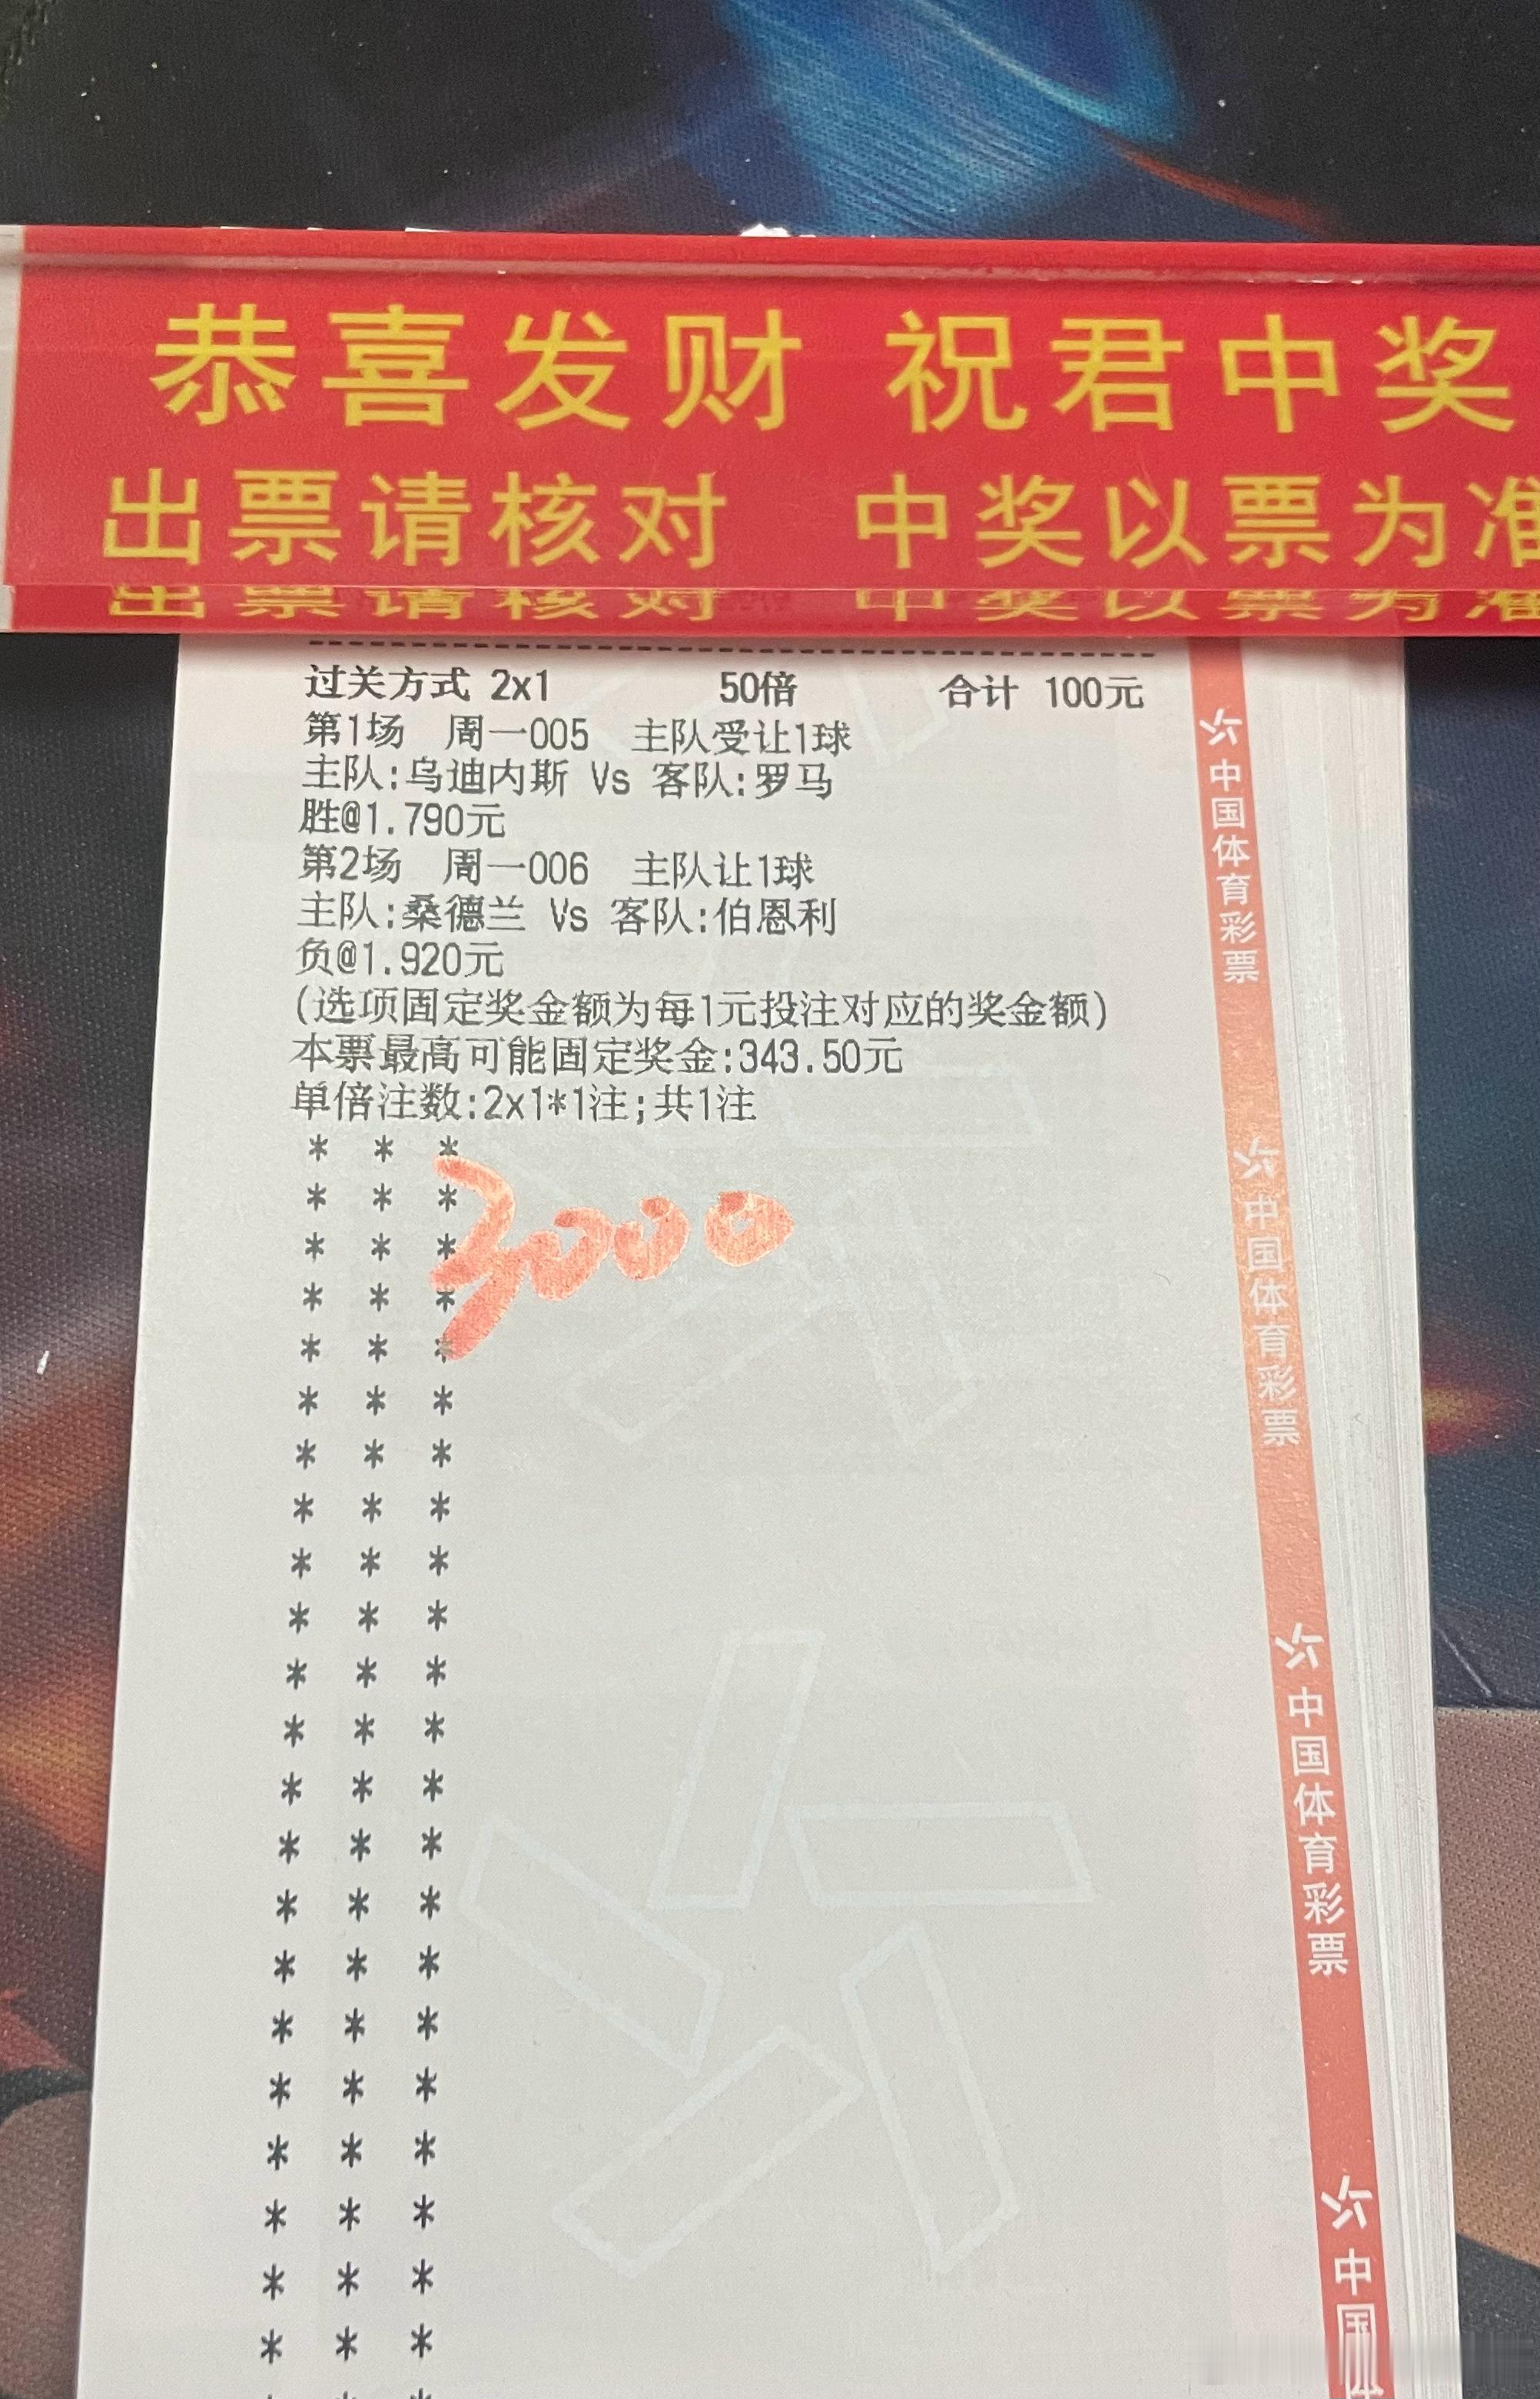 恭喜发财 祝君中奖
出票请核对 中奖以票为准
过关方式 2x1 50倍 合计 100元
第1场 周一005 主队受让1球
主队:乌迪内斯 Vs 客队:罗马
胜@1.790元
第2场 周一006 主队让1球
主队:桑德兰 Vs 客队:伯恩利
负@1.920元
(选项固定奖金额为每1元投注对应的奖金额)
本票最高可能固定奖金:343.50元
单倍注数:2x1*1注;共1注
3000
中国体育彩票
中国体育彩票
中国体育彩票
中国